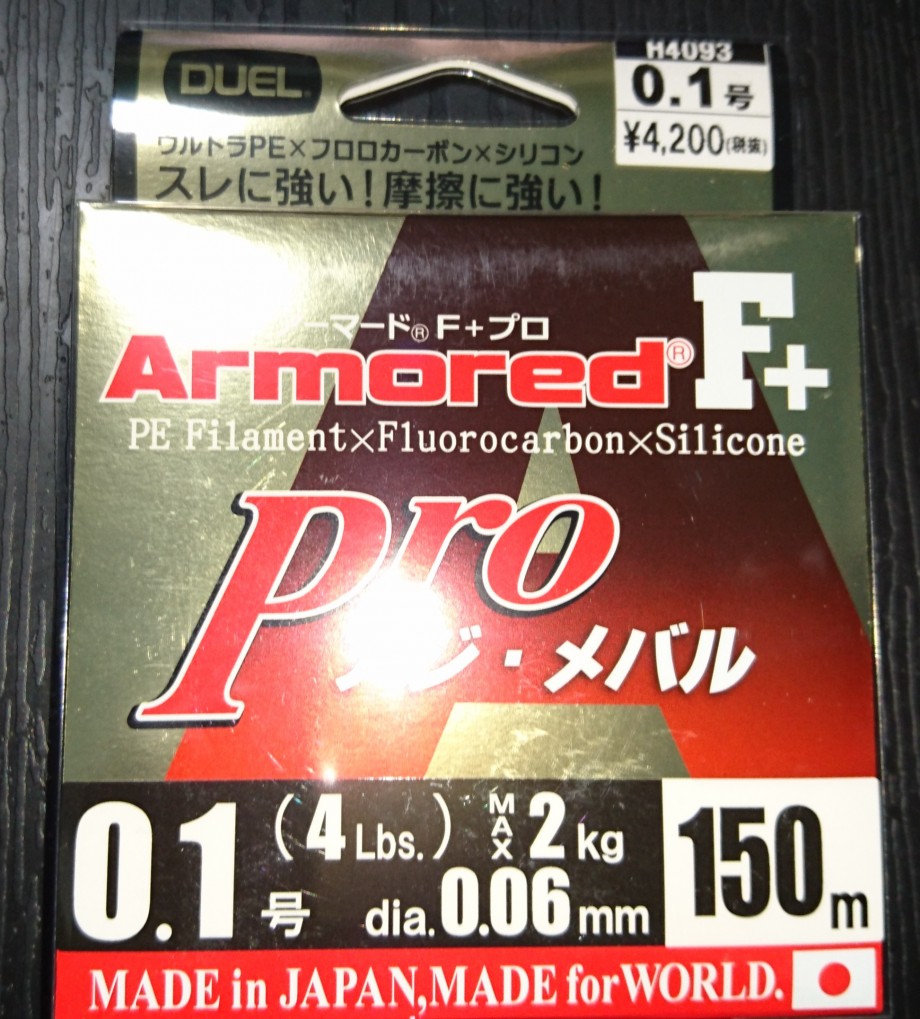 DUEL®
H4093
0.1号
¥4,200(税抜)
ウルトラPE×フロロカーボン×シリコン
スレに強い!摩擦に強い!
ーマード® F+プロ
Armored® F+
PE Filament×Fluorocarbon×Silicone
Pro
ジ・メバル
0.1号
(4Lbs.) MAX 2kg
dia.0.06mm
150m
MADE in JAPAN,MADE for WORLD.